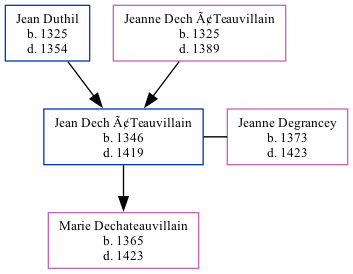 Jean Duthil
b. 1325
d. 1354
Jeanne Dech Ã¢Teauvillain
b. 1325
d. 1389
Jean Dech Ã¢Teauvillain
b. 1346
d. 1419
Jeanne Degrancey
b. 1373
d. 1423
Marie Dechateauvillain
b. 1365
d. 1423